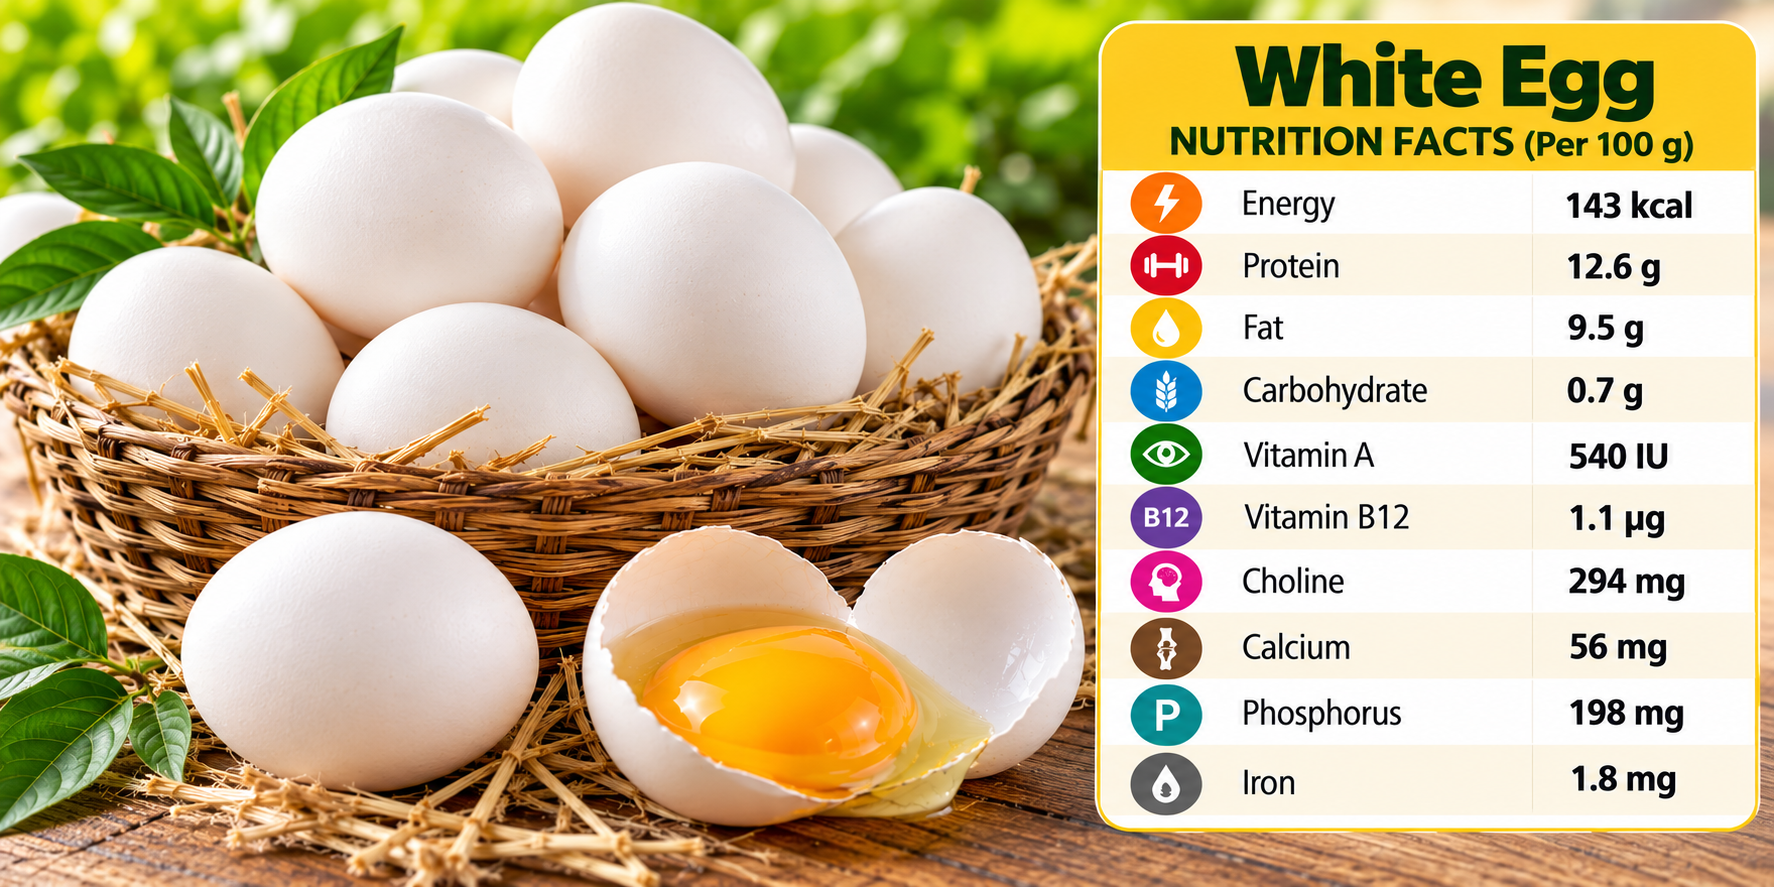 White Egg
NUTRITION FACTS (Per 100 g)
Energy 143 kcal
Protein 12.6 g
Fat 9.5 g
Carbohydrate 0.7 g
Vitamin A 540 IU
B12 Vitamin B12 1.1 µg
Choline 294 mg
Calcium 56 mg
P Phosphorus 198 mg
Iron 1.8 mg